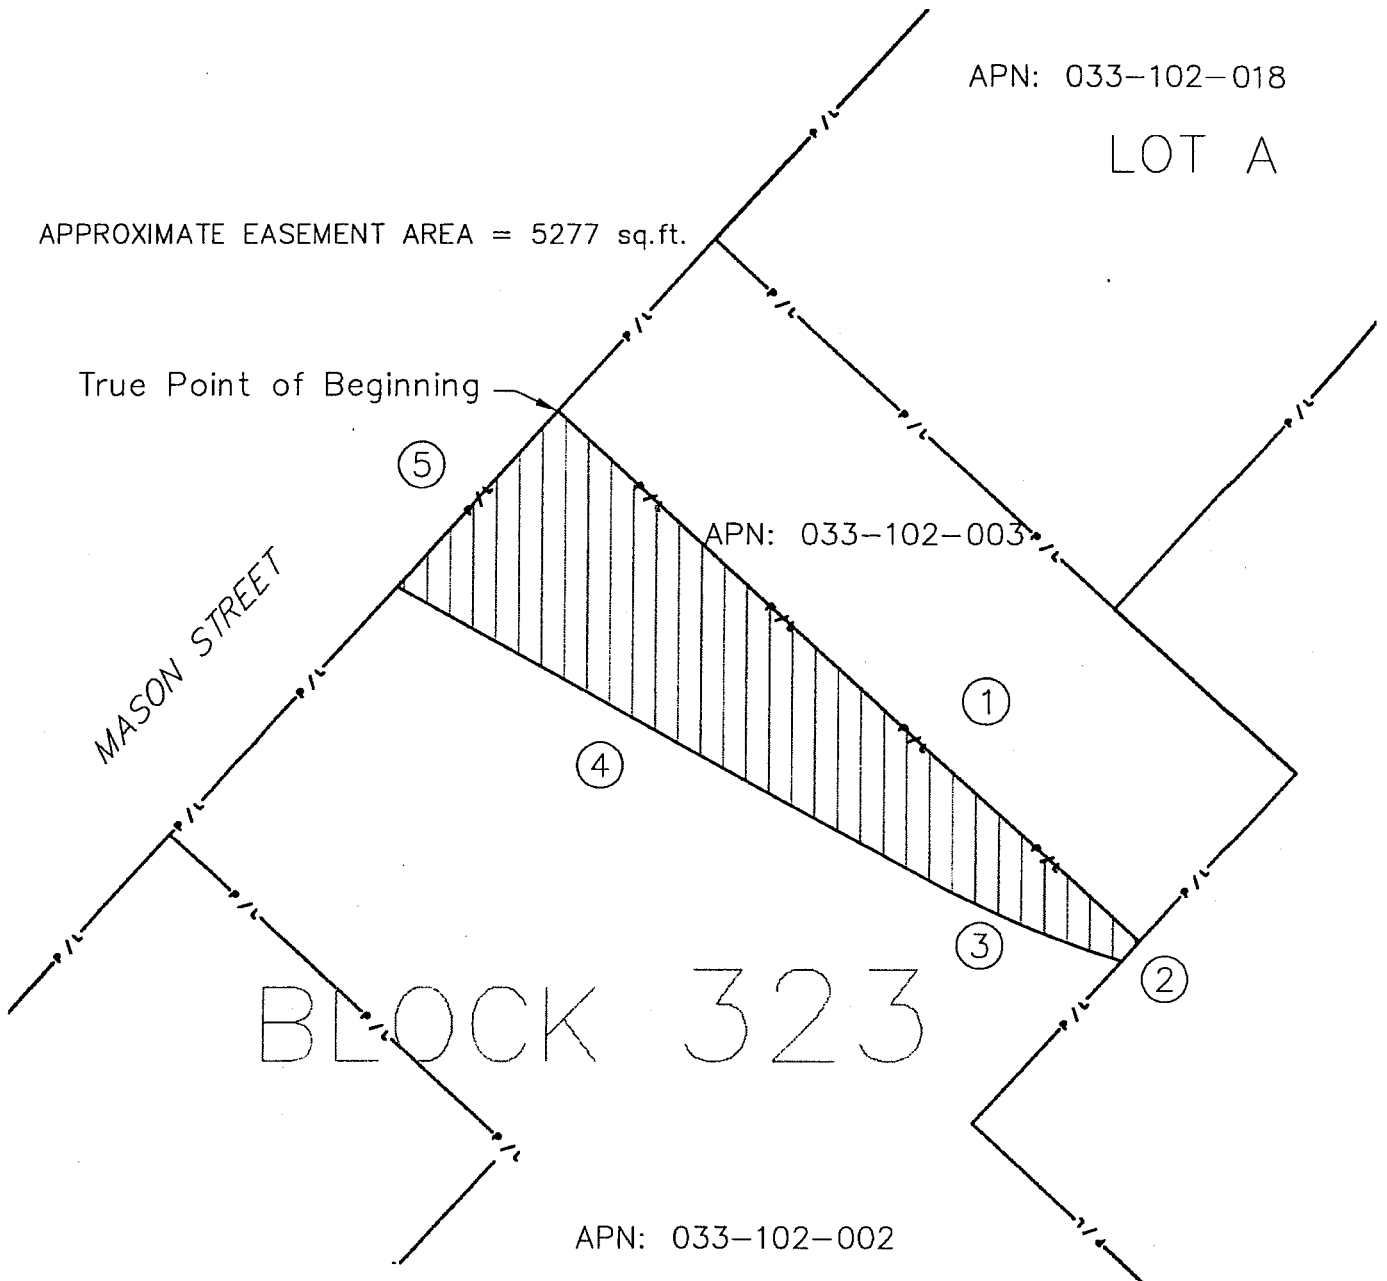 APN: 033-102-018
LOT A
APPROXIMATE EASEMENT AREA = 5277 sq.ft.
P/L
P/L
P/L
True Point of Beginning
P/L
P/L
5
P/L
P/L
APN: 033-102-003
P/L
MASON STREET
P/L
P/L
1
P/L
4
P/L
P/L
P/L
P/L
P/L
3
P/L
2
BLOCK 323
P/L
P/L
P/L
P/L
APN: 033-102-002